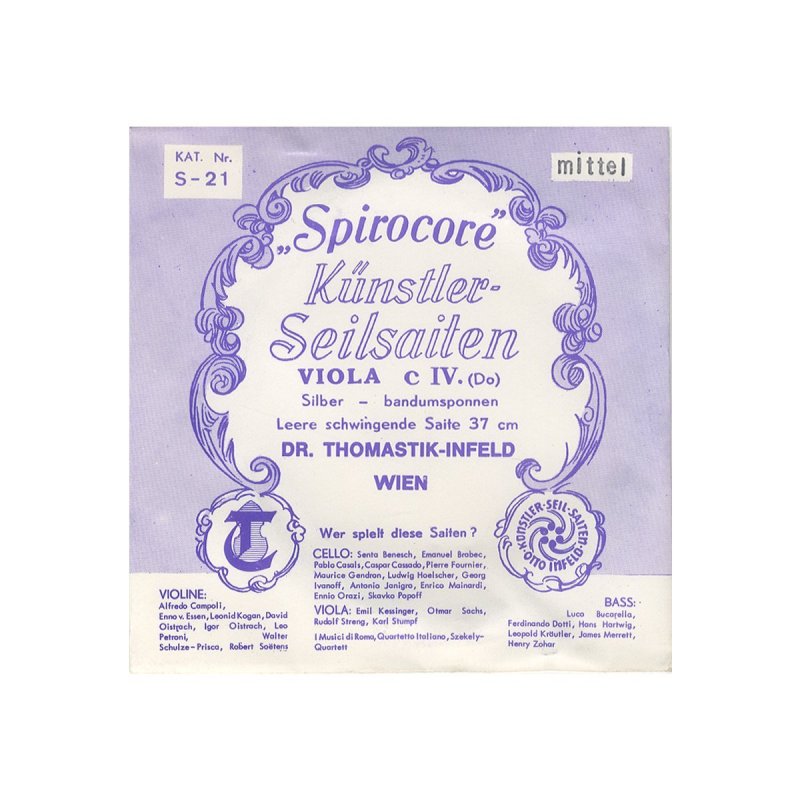 KAT. Nr.
S-21
mittel
„Spirocore”
Künstler-
Seilsaiten
VIOLA C IV. (Do)
Silber – bandumsponnen
Leere schwingende Saite 37 cm
DR. THOMASTIK-INFELD
WIEN
T
KÜNSTLER-SEIL-SAITEN
OTTO INFELD
Wer spielt diese Saiten?
CELLO: Senta Benesch, Emanuel Brabec,
Pablo Casals, Caspar Cassado, Pierre Fournier,
Maurice Gendron, Ludwig Hoelscher, Georg
Ivanoff, Antonio Janigro, Enrico Mainardi,
Ennio Orazi, Skavko Popoff
VIOLA: Emil Kessinger, Otmar Sachs,
Rudolf Streng, Karl Stumpf
I Musici di Roma, Quartetto Italiano, Szekely-
Quartett
VIOLINE:
Alfredo Campoli,
Enno v. Essen, Leonid Kogan, David
Oistrach, Igor Oistrach, Leo
Petroni, Walter
Schulze-Prisca, Robert Soëtens
BASS:
Luco Bucarella,
Ferdinando Dotti, Hans Hartwig,
Leopold Kräutler, James Merrett,
Henry Zohar